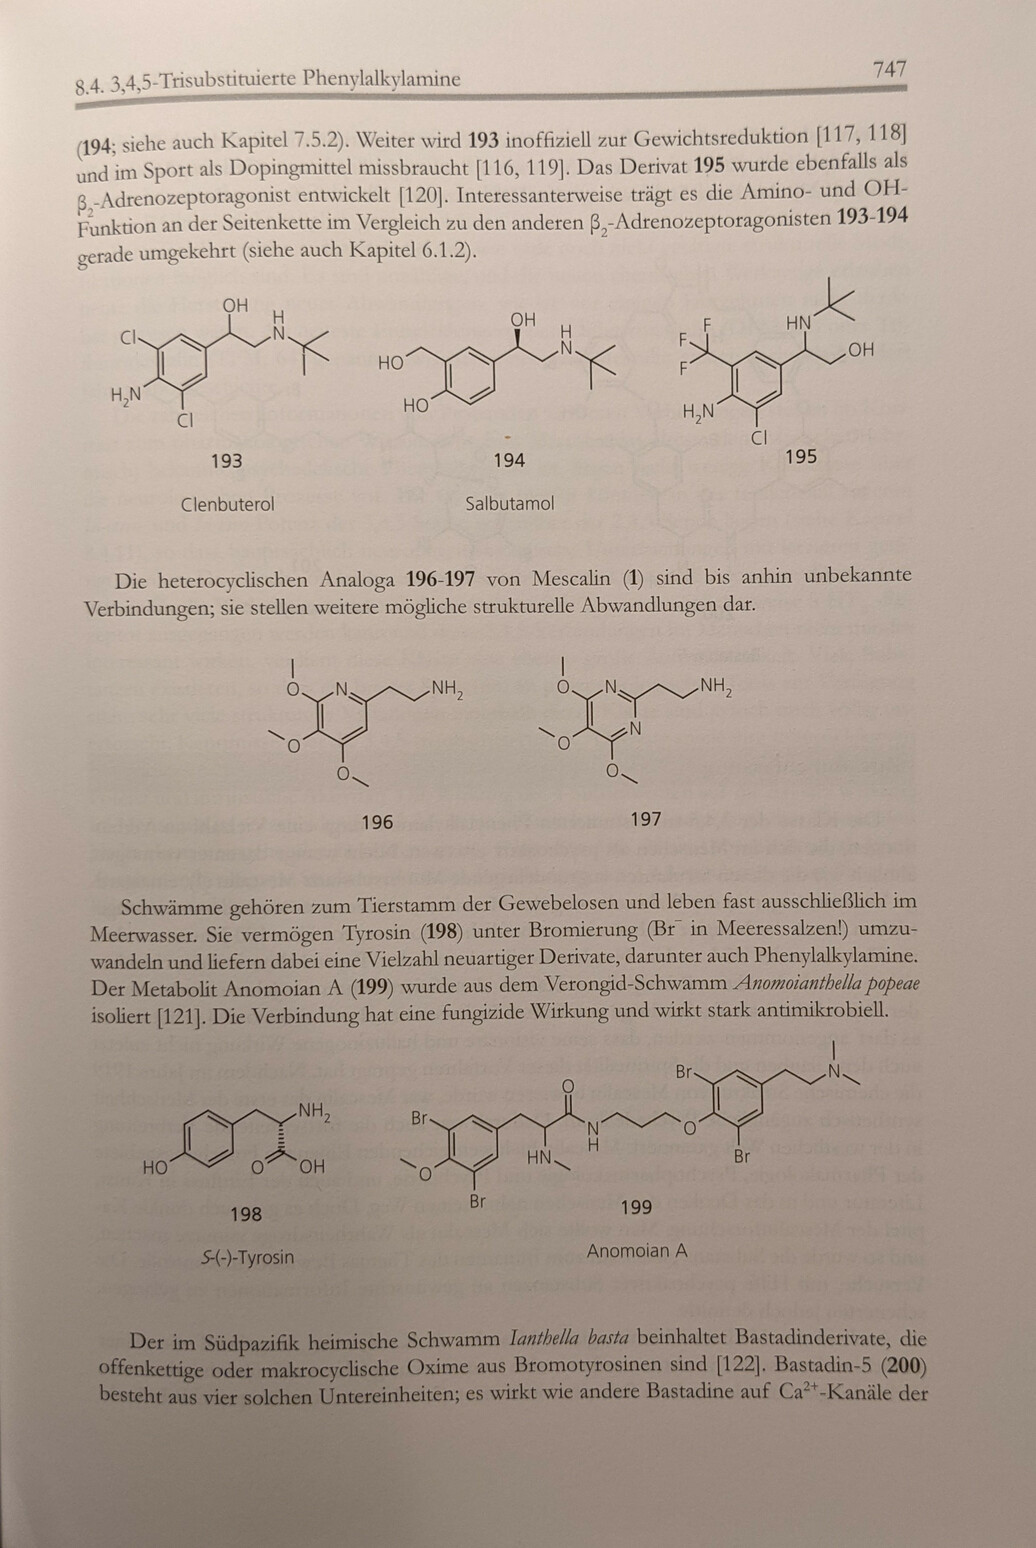 8.4. 3,4,5-Trisubstituierte Phenylalkylamine
747
(194; siehe auch Kapitel 7.5.2). Weiter wird 193 inoffiziell zur Gewichtsreduktion [117, 118]
und im Sport als Dopingmittel missbraucht [116, 119]. Das Derivat 195 wurde ebenfalls als
β₂-Adrenozeptoragonist entwickelt [120]. Interessanterweise trägt es die Amino- und OH-
Funktion an der Seitenkette im Vergleich zu den anderen β₂-Adrenozeptoragonisten 193-194
gerade umgekehrt (siehe auch Kapitel 6.1.2).
Cl
OH
H
N
H₂N
Cl
193
Clenbuterol
HO
OH
H
N
HO
194
Salbutamol
F
F
F
HN
OH
H₂N
Cl
195
Die heterocyclischen Analoga 196-197 von Mescalin (1) sind bis anhin unbekannte
Verbindungen; sie stellen weitere mögliche strukturelle Abwandlungen dar.
O
N
NH₂
O
O
196
O
N
NH₂
O
N
O
197
Schwämme gehören zum Tierstamm der Gewebelosen und leben fast ausschließlich im
Meerwasser. Sie vermögen Tyrosin (198) unter Bromierung (Br⁻ in Meeressalzen!) umzu-
wandeln und liefern dabei eine Vielzahl neuartiger Derivate, darunter auch Phenylalkylamine.
Der Metabolit Anomoian A (199) wurde aus dem Verongid-Schwamm Anomoianthella popeae
isoliert [121]. Die Verbindung hat eine fungizide Wirkung und wirkt stark antimikrobiell.
NH₂
HO
O
OH
198
S-(-)-Tyrosin
Br
O
Br
O
HN
N
H
O
Br
Br
N
199
Anomoian A
Der im Südpazifik heimische Schwamm Ianthella basta beinhaltet Bastadinderivate, die
offenkettige oder makrocyclische Oxime aus Bromotyrosinen sind [122]. Bastadin-5 (200)
besteht aus vier solchen Untereinheiten; es wirkt wie andere Bastadine auf Ca²⁺-Kanäle der